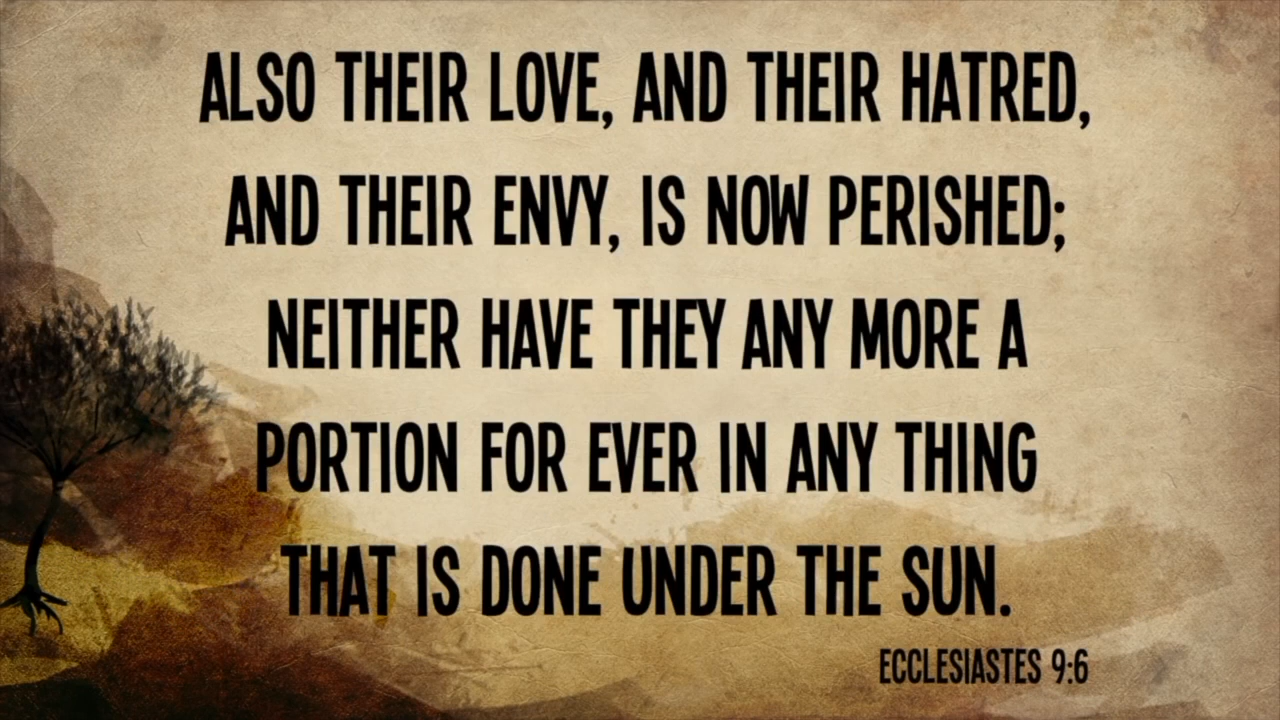 ALSO THEIR LOVE, AND THEIR HATRED,
AND THEIR ENVY, IS NOW PERISHED;
NEITHER HAVE THEY ANY MORE A
PORTION FOR EVER IN ANY THING
THAT IS DONE UNDER THE SUN.
ECCLESIASTES 9:6